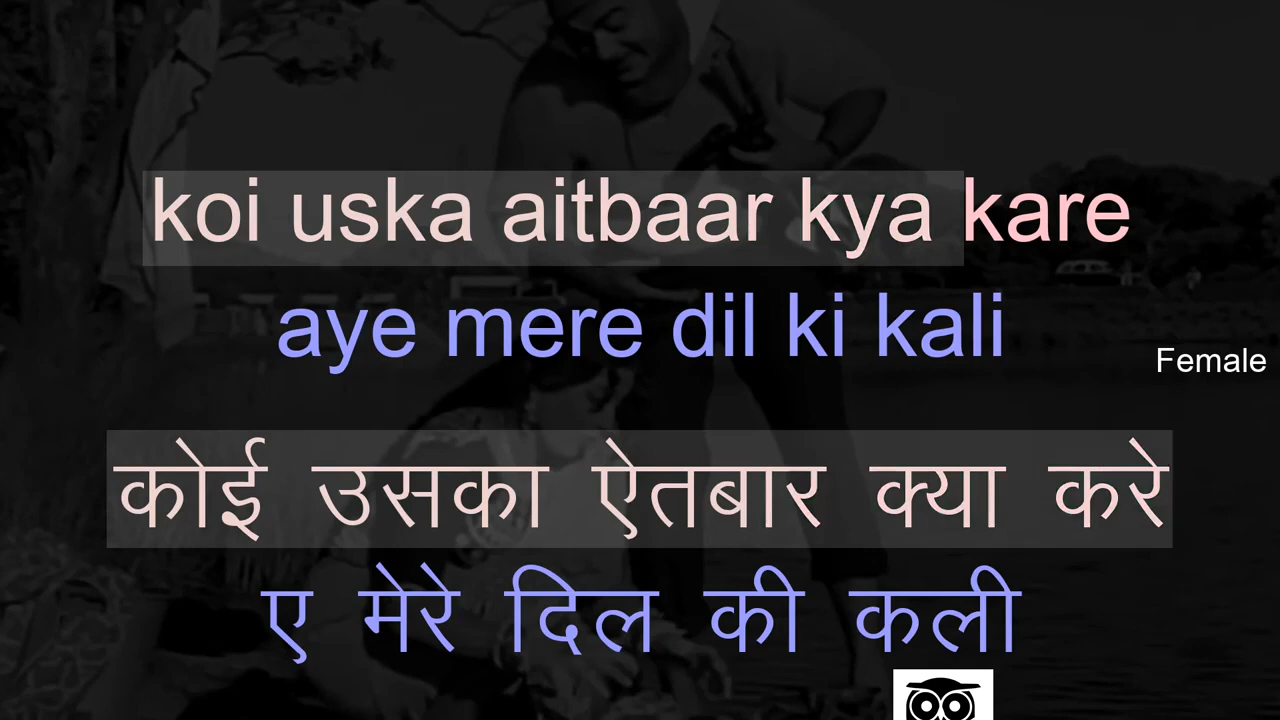 koi uska aitbaar kya kare
aye mere dil ki kali
Female
कोई उसका ऐतबार क्या करे
ए मेरे दिल की कली